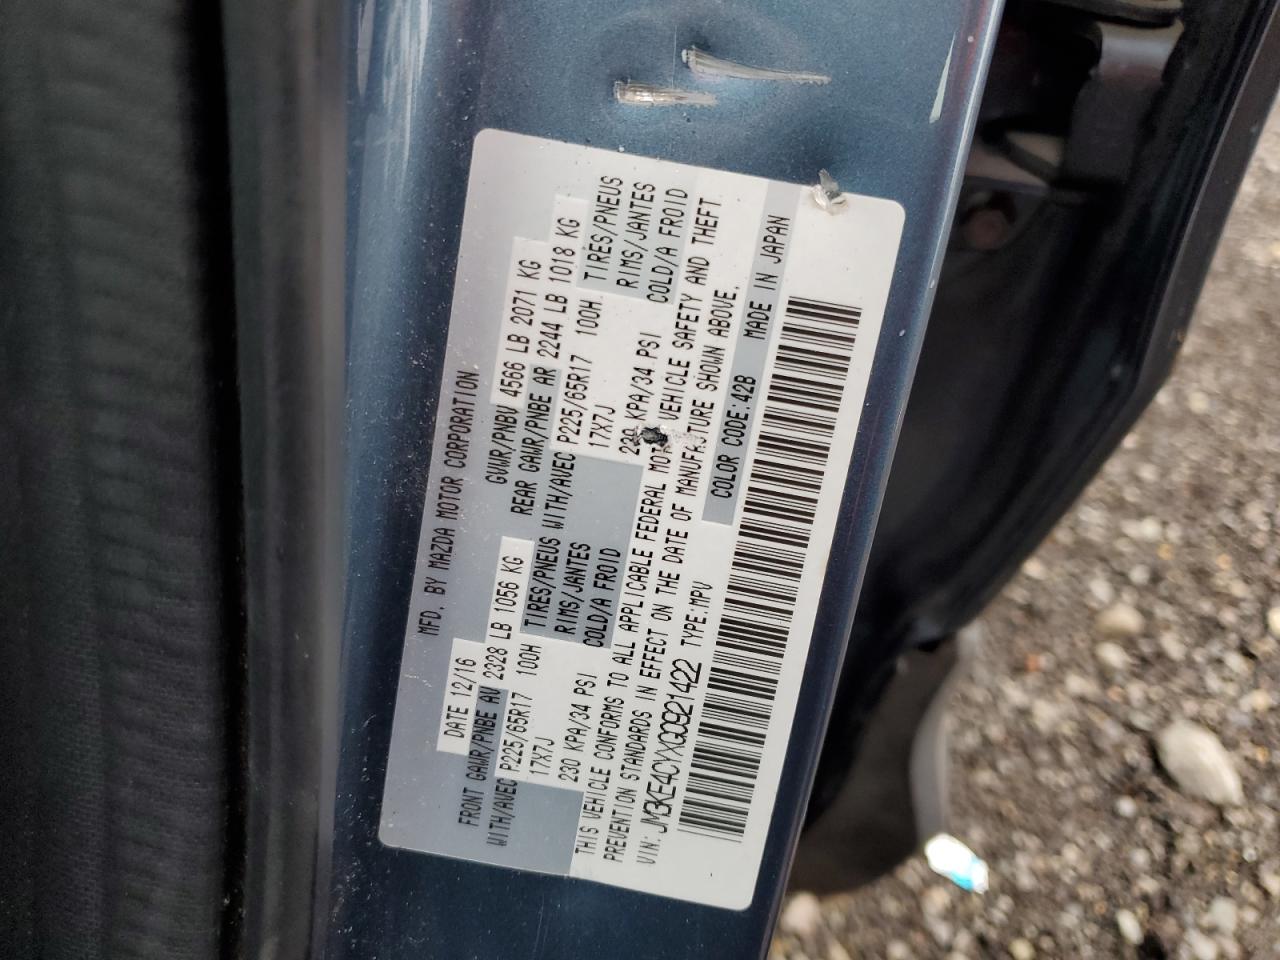 MFD. BY MAZDA MOTOR CORPORATION
DATE 12/16 GVWR/PNBV 4566 LB 2071 KG
FRONT GAWR/PNBE AV 2328 LB 1056 KG REAR GAWR/PNBE AR 2244 LB 1018 KG
WITH/AVEC P225/65R17 100H TIRES/PNEUS WITH/AVEC P225/65R17 100H TIRES/PNEUS
17X7J RIMS/JANTES 17X7J RIMS/JANTES
230 KPA/34 PSI COLD/A FROID KPA/34 PSI COLD/A FROID
THIS VEHICLE CONFORMS TO ALL APPLICABLE FEDERAL VEHICLE SAFETY AND THEFT
PREVENTION STANDARDS IN EFFECT ON THE DATE OF MANUFACTURE SHOWN ABOVE.
VIN: JM3KE4CYXG0921422 TYPE:MPV COLOR CODE:42B MADE IN JAPAN